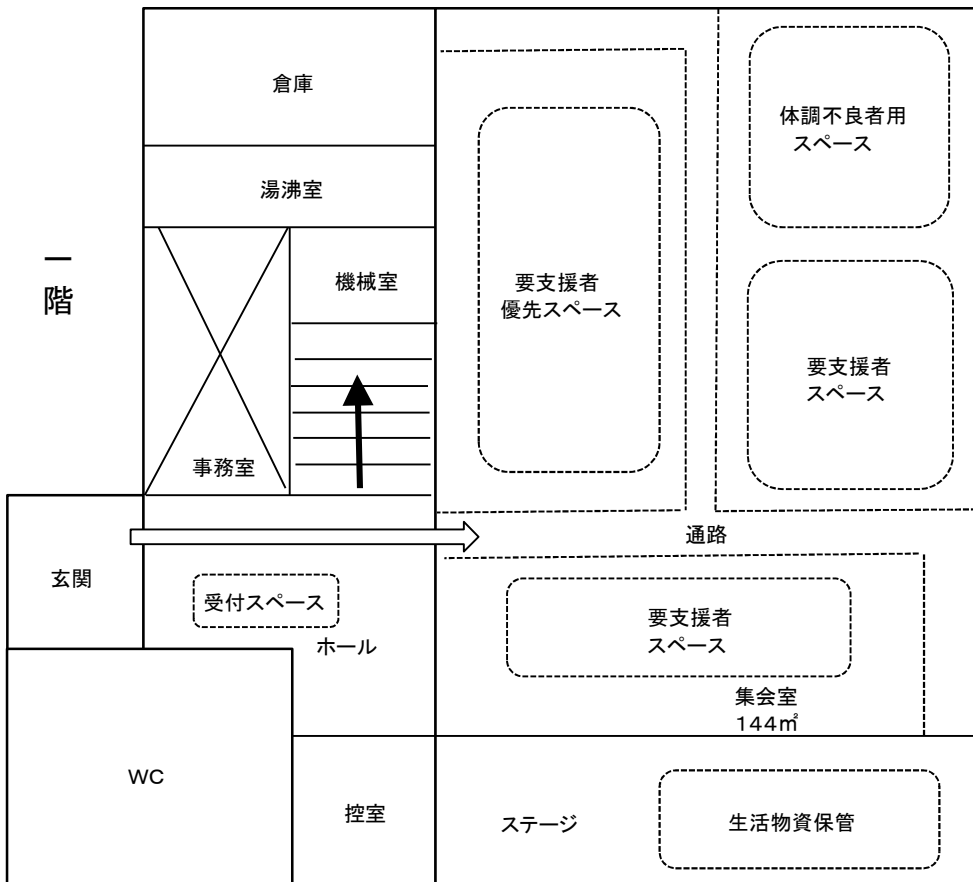 一
階
倉庫
湯沸室
機械室
事務室
玄関
受付スペース
ホール
WC
控室
要支援者
優先スペース
体調不良者用
スペース
要支援者
スペース
通路
要支援者
スペース
集会室
144㎡
ステージ
生活物資保管